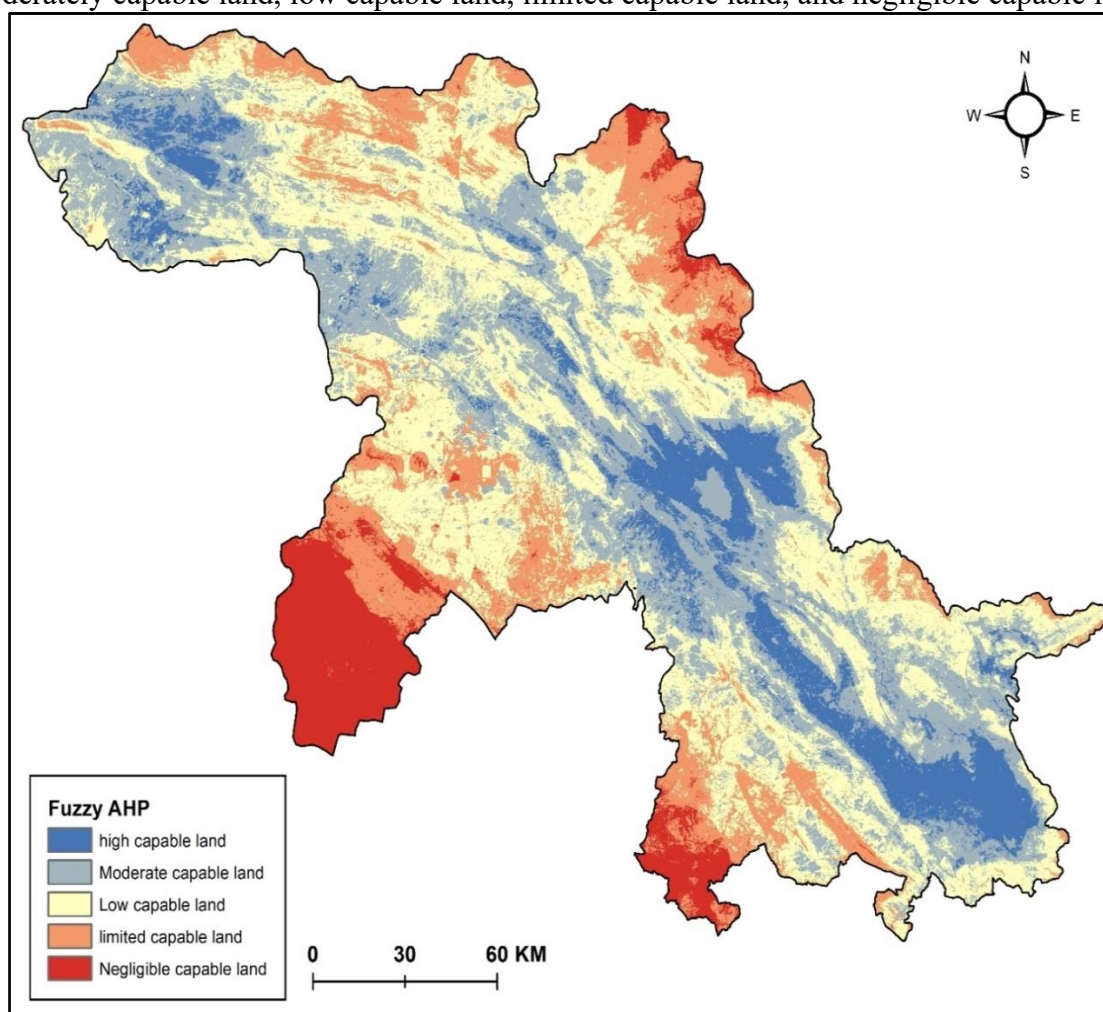 derately capable land, low capable land, limited capable land, and negligible capable
N
W E
S
Fuzzy AHP
high capable land
Moderate capable land
Low capable land
limited capable land
Negligible capable land
0 30 60 KM